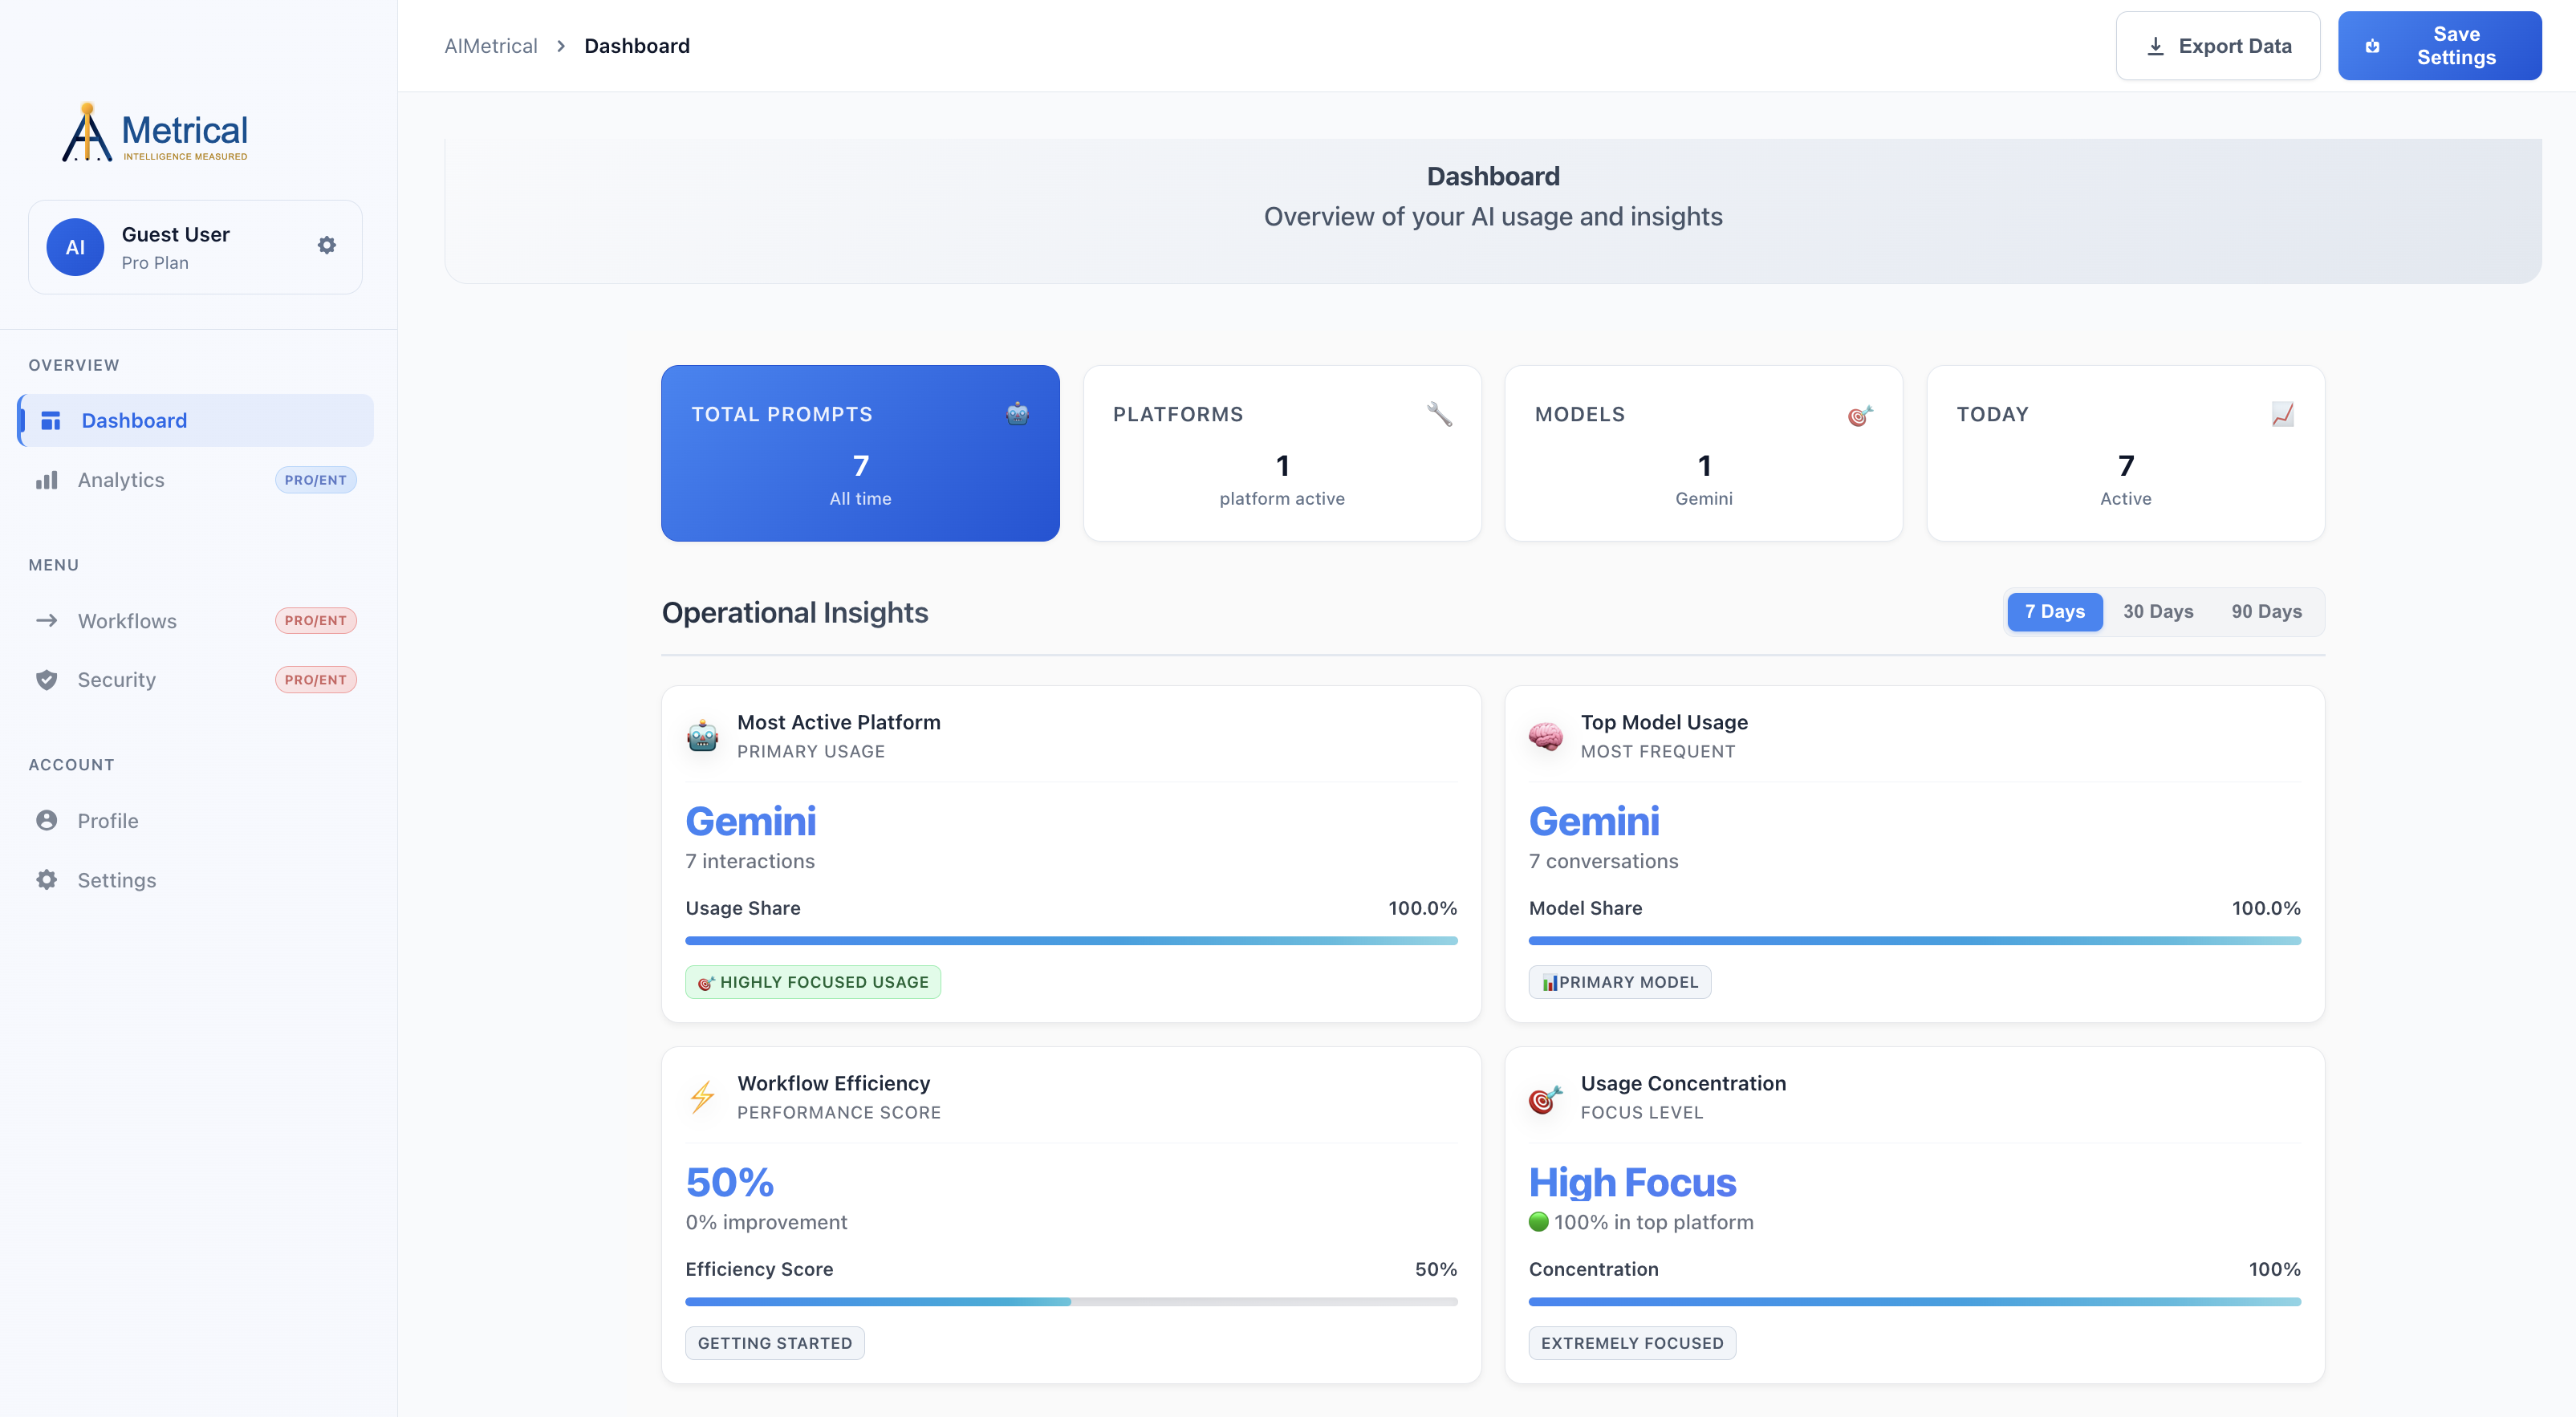 AIMetrical > Dashboard
Export Data
Save
Settings
Metrical
INTELLIGENCE MEASURED
AI
Guest User
Pro Plan
OVERVIEW
Dashboard
Analytics PRO/ENT
MENU
Workflows PRO/ENT
Security PRO/ENT
ACCOUNT
Profile
Settings
Dashboard
Overview of your AI usage and insights
TOTAL PROMPTS
7
All time
PLATFORMS
1
platform active
MODELS
1
Gemini
TODAY
7
Active
Operational Insights
7 Days 30 Days 90 Days
Most Active Platform
PRIMARY USAGE
Gemini
7 interactions
Usage Share 100.0%
HIGHLY FOCUSED USAGE
Top Model Usage
MOST FREQUENT
Gemini
7 conversations
Model Share 100.0%
PRIMARY MODEL
Workflow Efficiency
PERFORMANCE SCORE
50%
0% improvement
Efficiency Score 50%
GETTING STARTED
Usage Concentration
FOCUS LEVEL
High Focus
100% in top platform
Concentration 100%
EXTREMELY FOCUSED